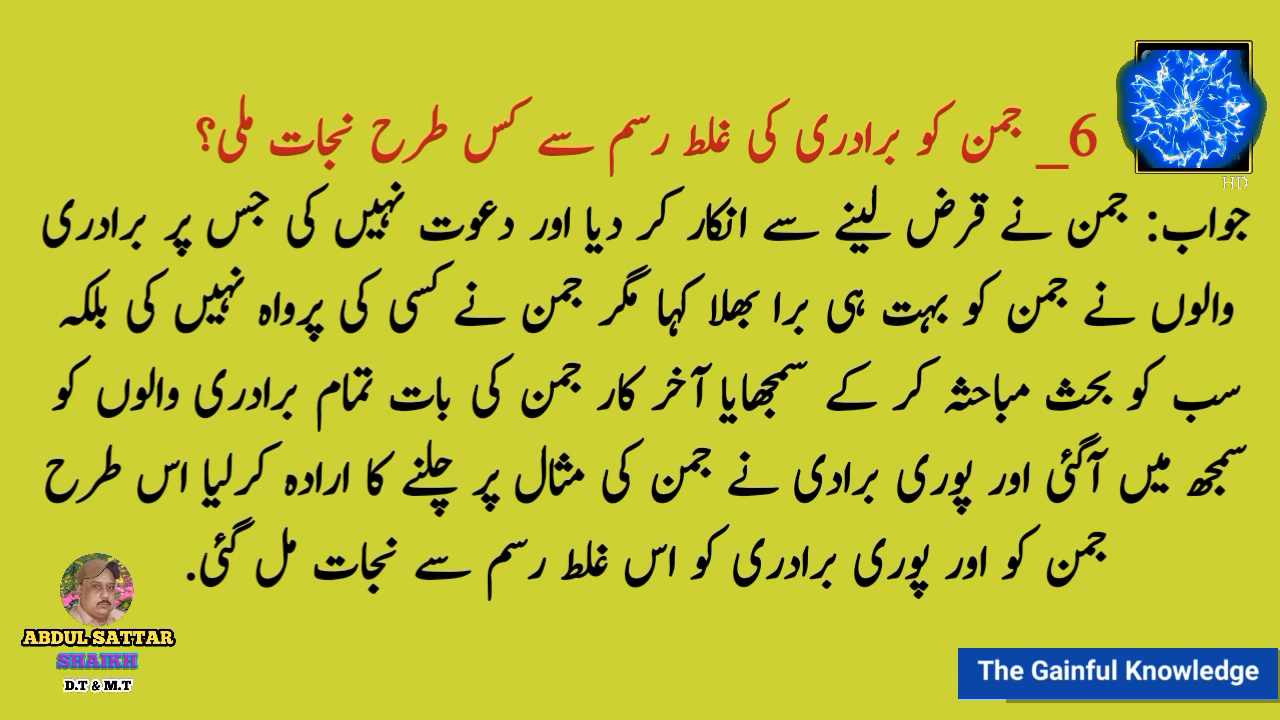 6_ جمن کو برادری کی غلط رسم سے کس طرح نجات ملی؟
جواب: جمن نے قرض لینے سے انکار کر دیا اور دعوت نہیں کی جس پر برادری
والوں نے جمن کو بہت ہی برا بھلا کہا مگر جمن نے کسی کی پرواہ نہیں کی بلکہ
سب کو بحث مباحثہ کر کے سمجھایا آخر کار جمن کی بات تمام برادری والوں کو
سمجھ میں آگئی اور پوری برادی نے جمن کی مثال پر چلنے کا ارادہ کرلیا اس طرح
جمن کو اور پوری برادری کو اس غلط رسم سے نجات مل گئی.
HD
ABDUL SATTAR
SHAIKH
D.T & M.T
The Gainful Knowledge